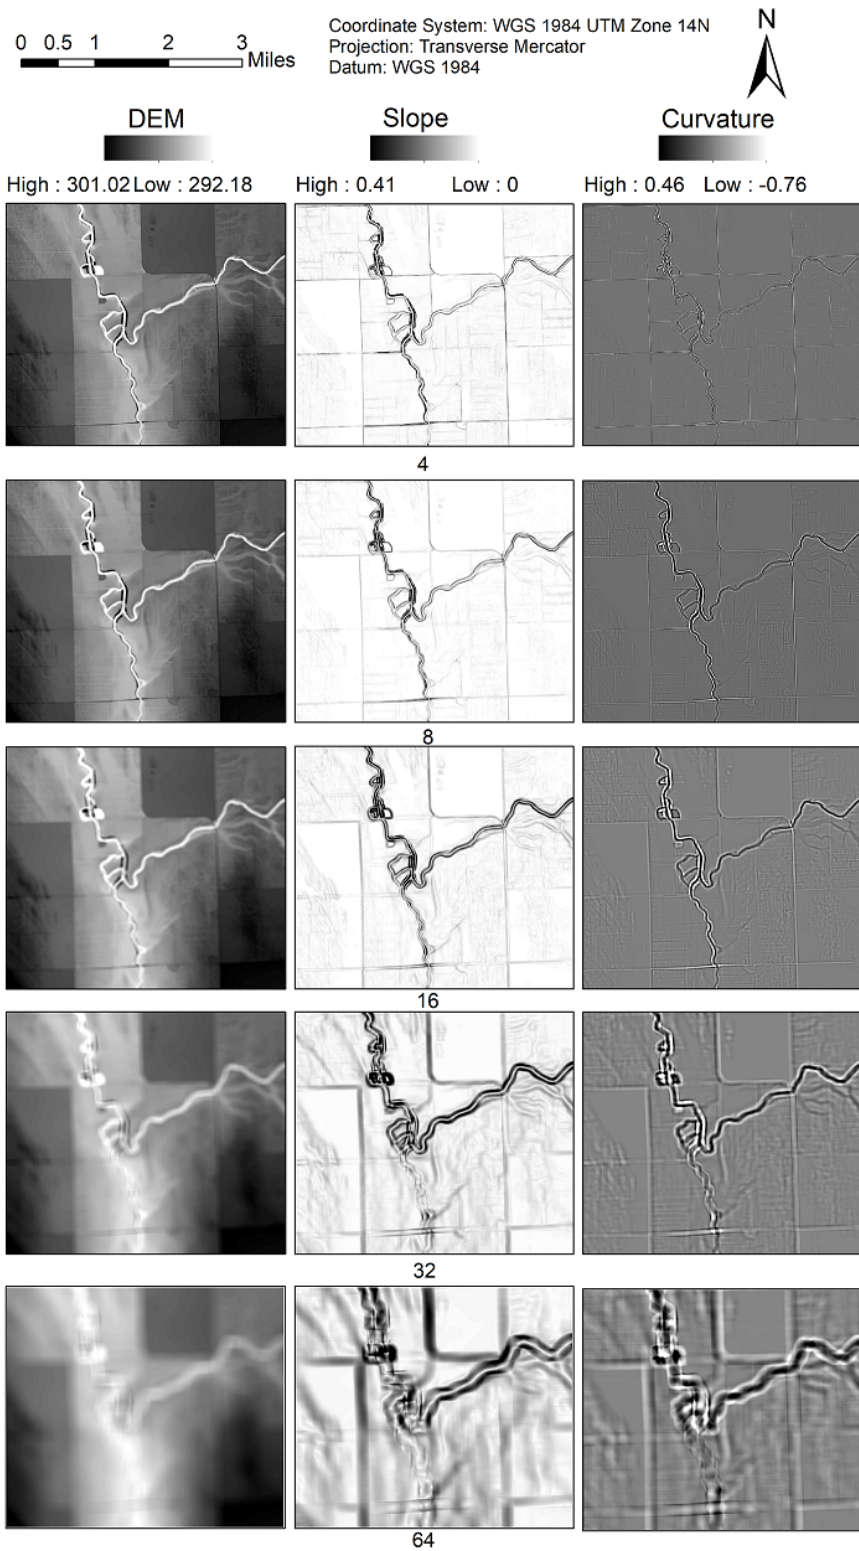 0 0.5 1 2 3 Miles
Coordinate System: WGS 1984 UTM Zone 14N
Projection: Transverse Mercator
Datum: WGS 1984
N
DEM Slope Curvature
High : 301.02 Low : 292.18 High : 0.41 Low : 0 High : 0.46 Low : -0.76
4
8
16
32
64